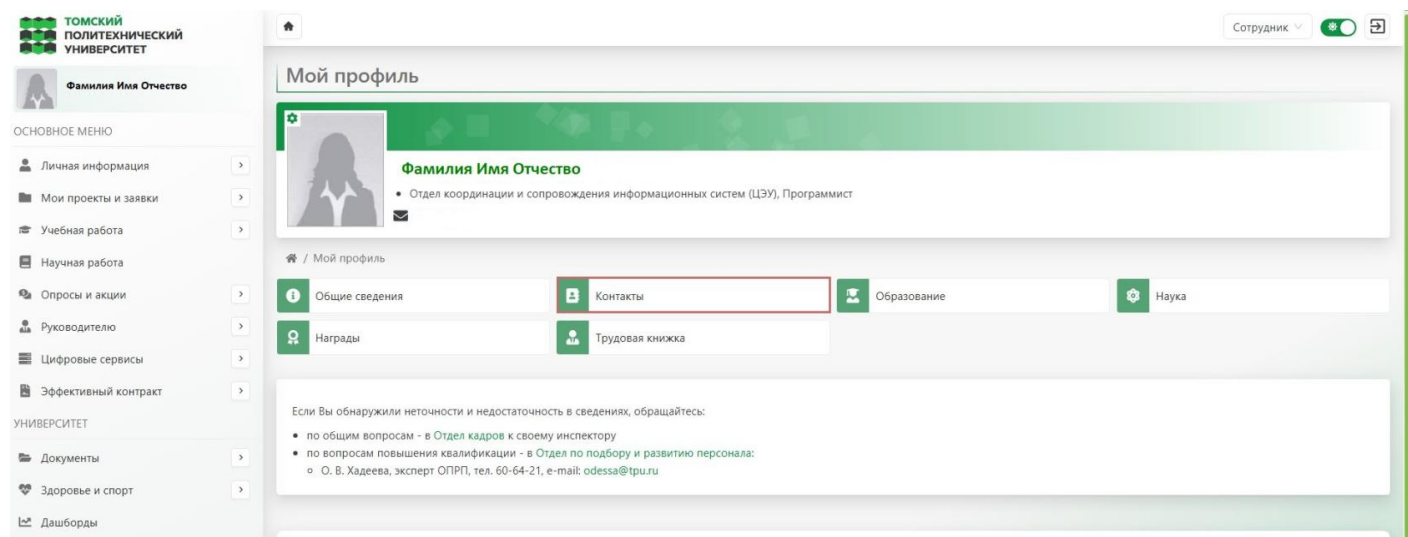 ТОМСКИЙ
ПОЛИТЕХНИЧЕСКИЙ
УНИВЕРСИТЕТ
Фамилия Имя Отчество
ОСНОВНОЕ МЕНЮ
Личная информация
Мои проекты и заявки
Учебная работа
Научная работа
Опросы и акции
Руководителю
Цифровые сервисы
Эффективный контракт
УНИВЕРСИТЕТ
Документы
Здоровье и спорт
Дашборды
Сотрудник
Мой профиль
Фамилия Имя Отчество
• Отдел координации и сопровождения информационных систем (ЦЭУ), Программист
/ Мой профиль
Общие сведения
Контакты
Образование
Наука
Награды
Трудовая книжка
Если Вы обнаружили неточности и недостаточность в сведениях, обращайтесь:
• по общим вопросам - в Отдел кадров к своему инспектору
• по вопросам повышения квалификации - в Отдел по подбору и развитию персонала:
О. В. Хадеева, эксперт ОПРП, тел. 60-64-21, e-mail: odessa@tpu.ru